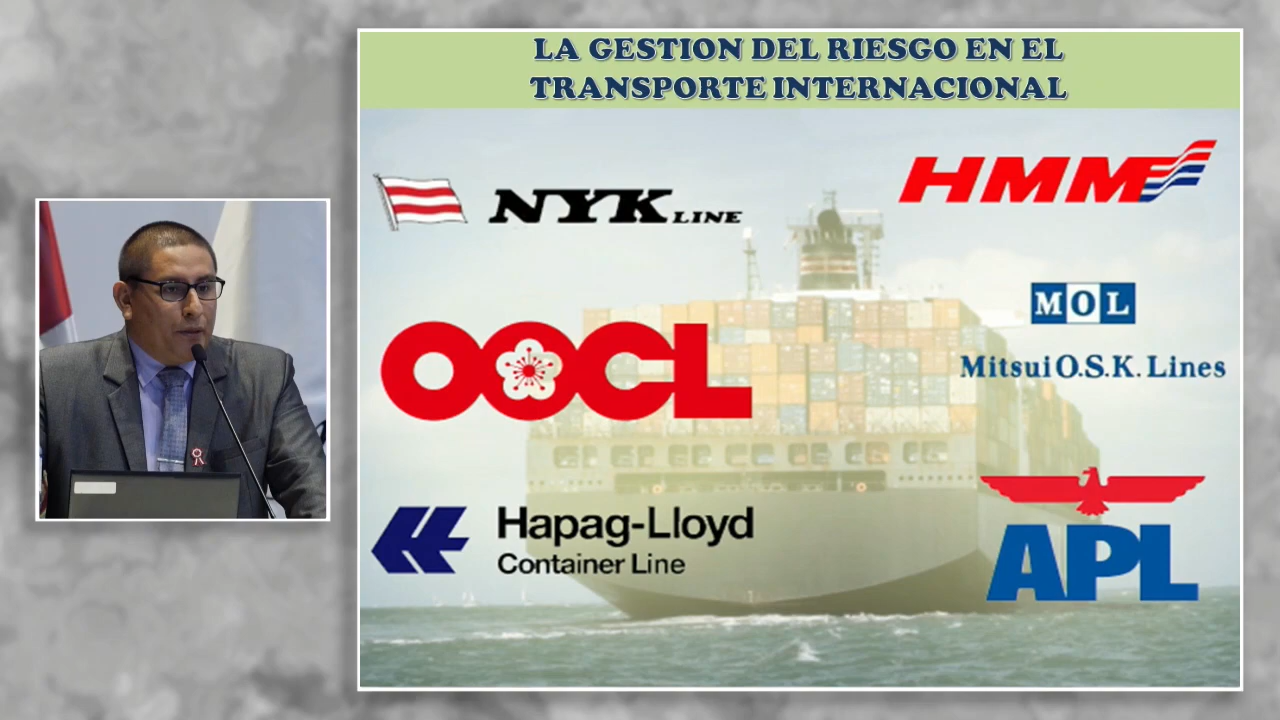 LA GESTION DEL RIESGO EN EL
TRANSPORTE INTERNACIONAL
NYK LINE
HMM
MOL
Mitsui O.S.K. Lines
OOCL
Hapag-Lloyd
Container Line
APL